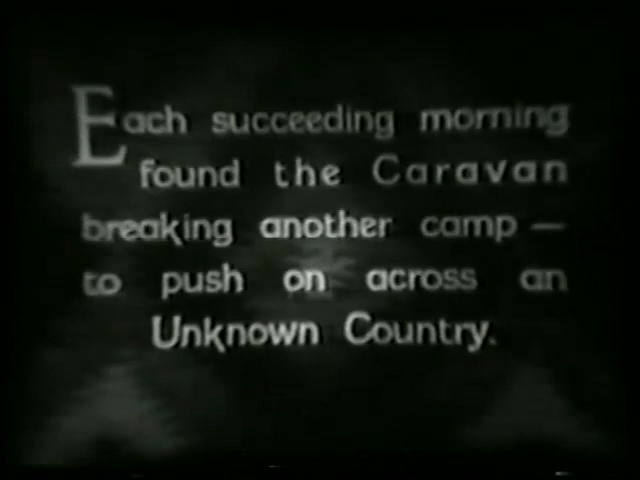 Each succeeding morning
found the Caravan
breaking another camp —
to push on across an
Unknown Country.